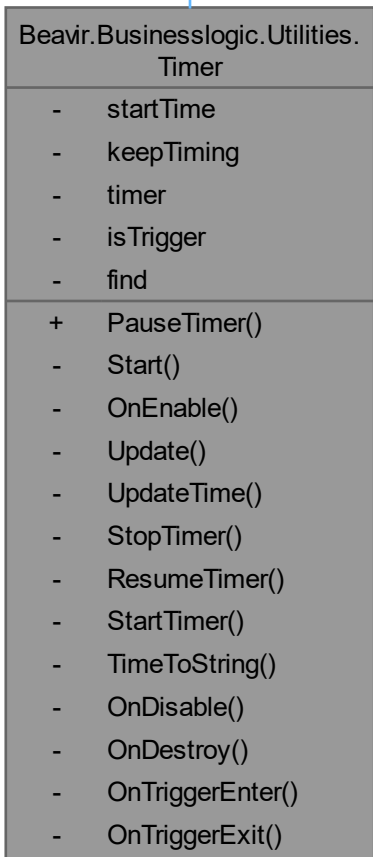 Beavir.Businesslogic.Utilities.
Timer
- startTime
- keepTiming
- timer
- isTrigger
- find
+ PauseTimer()
- Start()
- OnEnable()
- Update()
- UpdateTime()
- StopTimer()
- ResumeTimer()
- StartTimer()
- TimeToString()
- OnDisable()
- OnDestroy()
- OnTriggerEnter()
- OnTriggerExit()